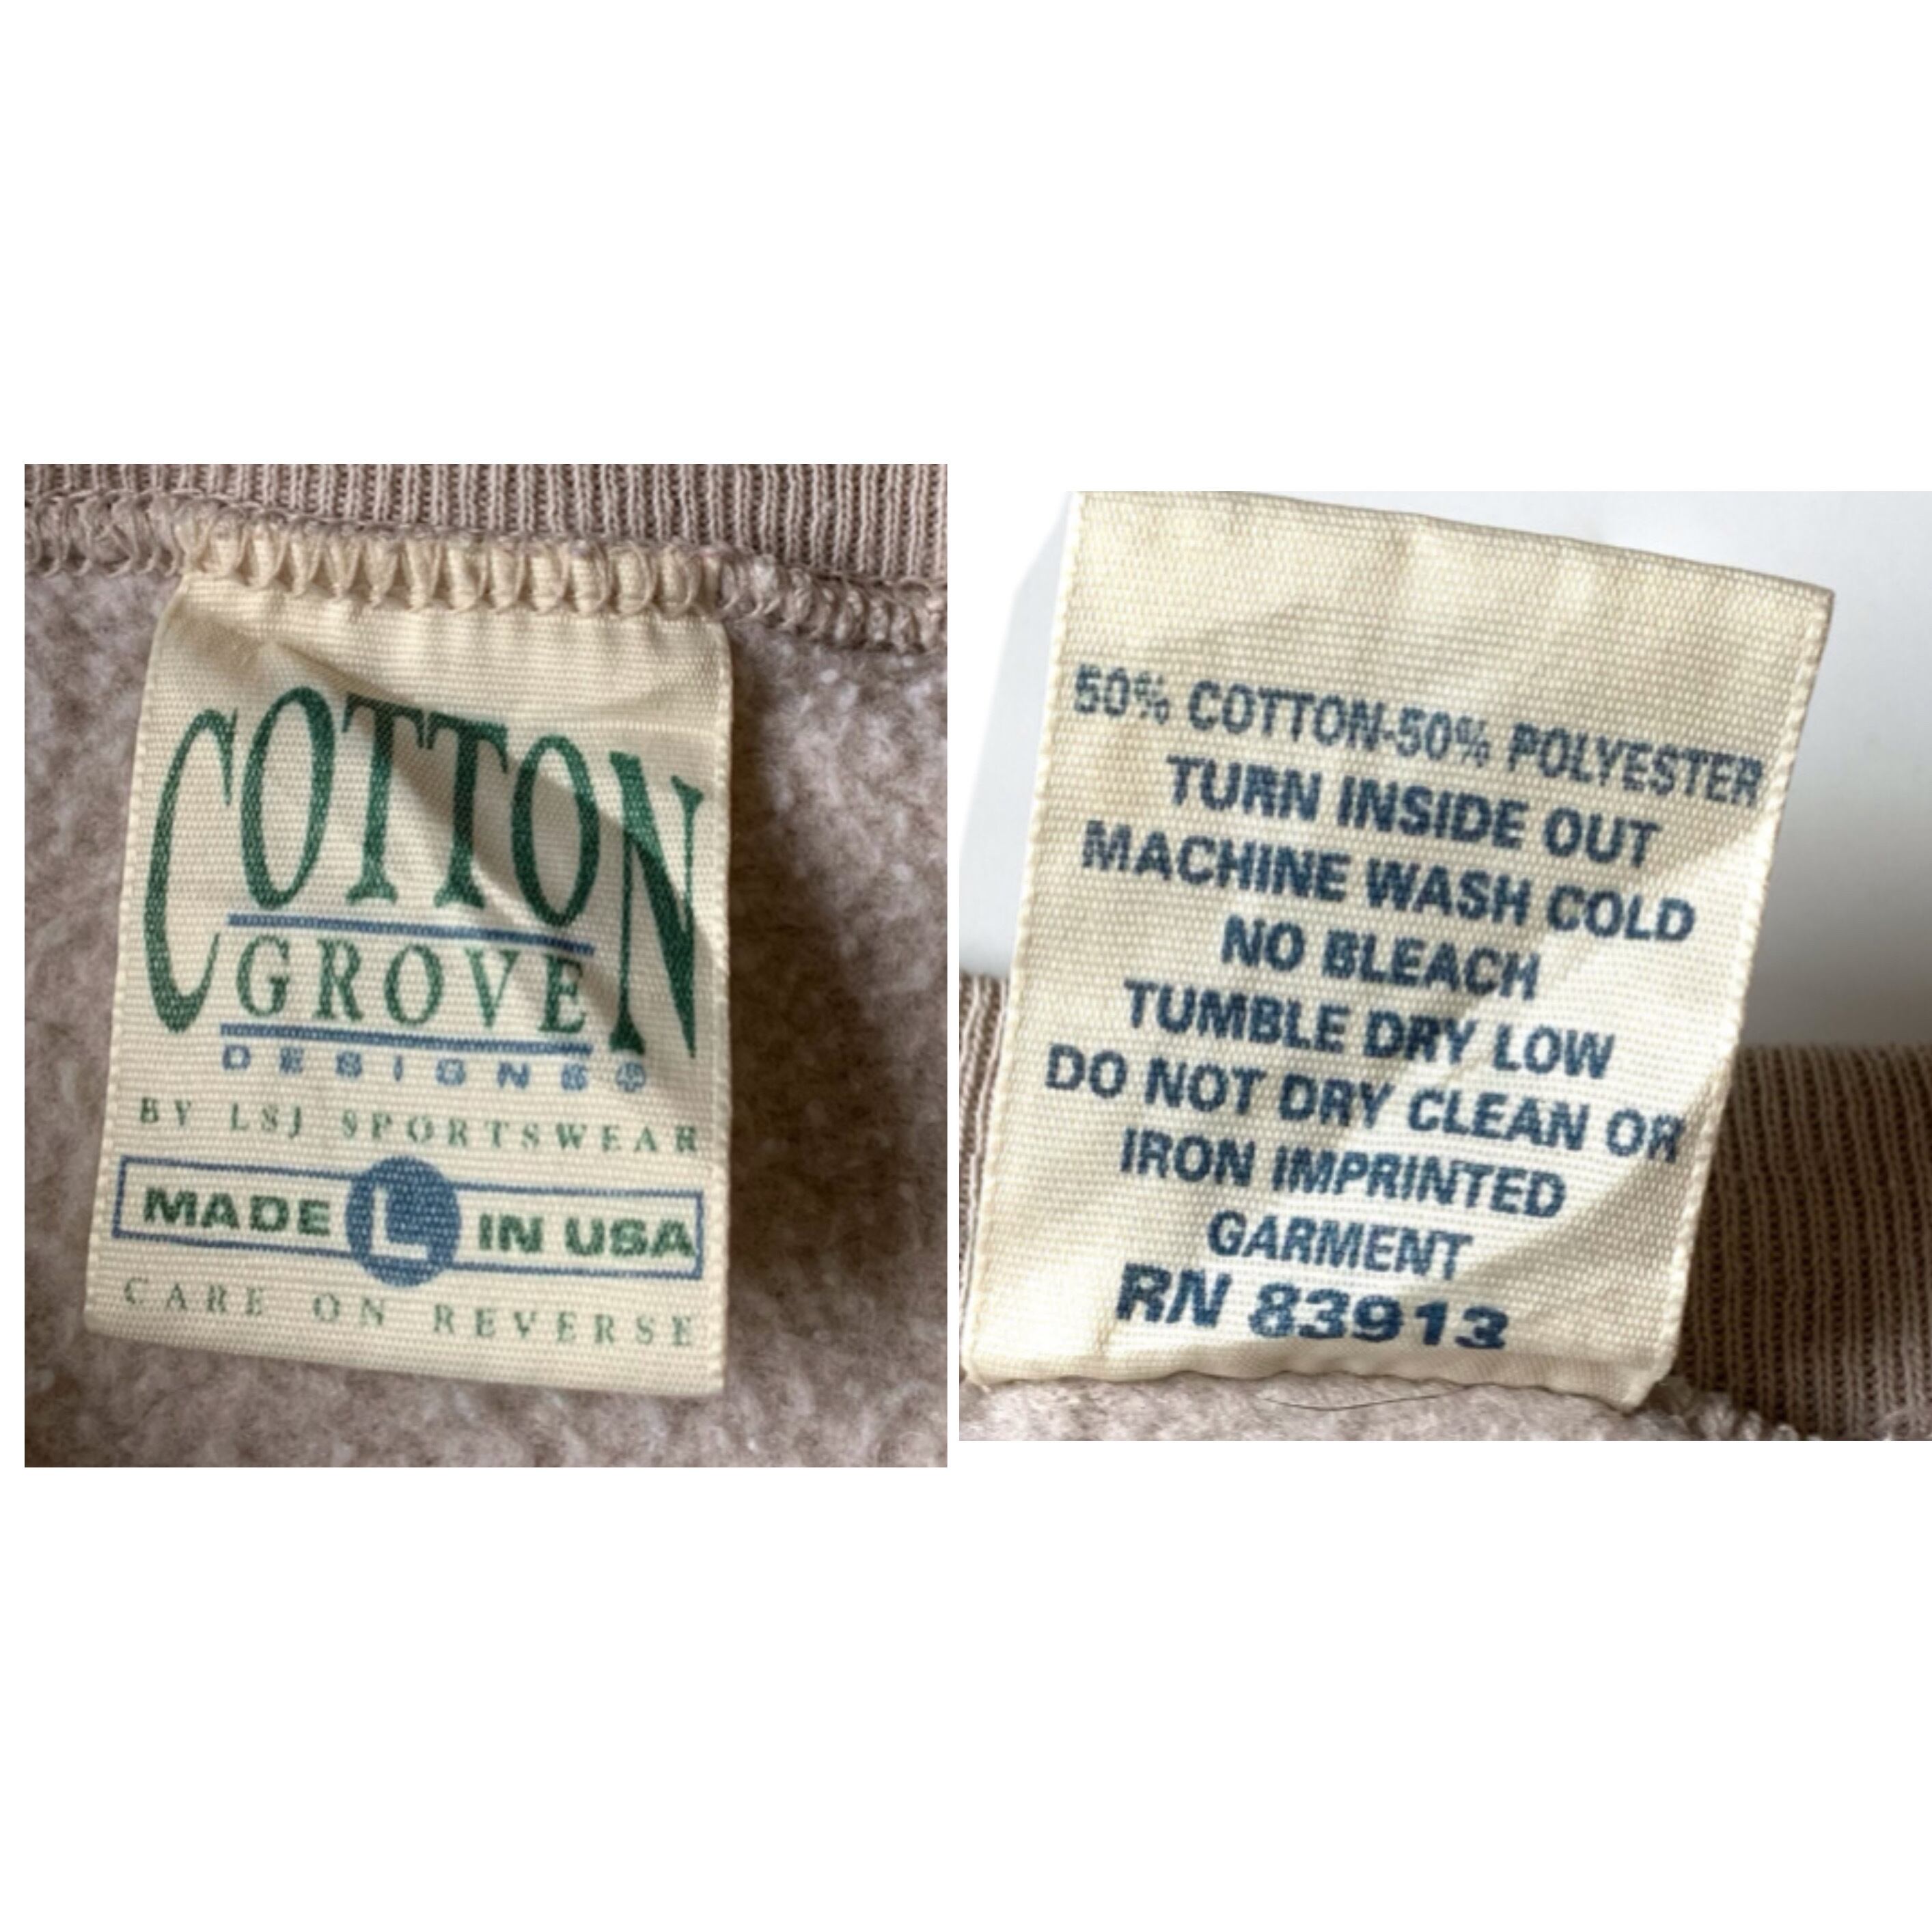 COTTON
GROVE
DESIGNS®
BY LSJ SPORTSWEAR
MADE L IN USA
CARE ON REVERSE
50% COTTON-50% POLYESTER
TURN INSIDE OUT
MACHINE WASH COLD
NO BLEACH
TUMBLE DRY LOW
DO NOT DRY CLEAN OR
IRON IMPRINTED
GARMENT
RN 83913